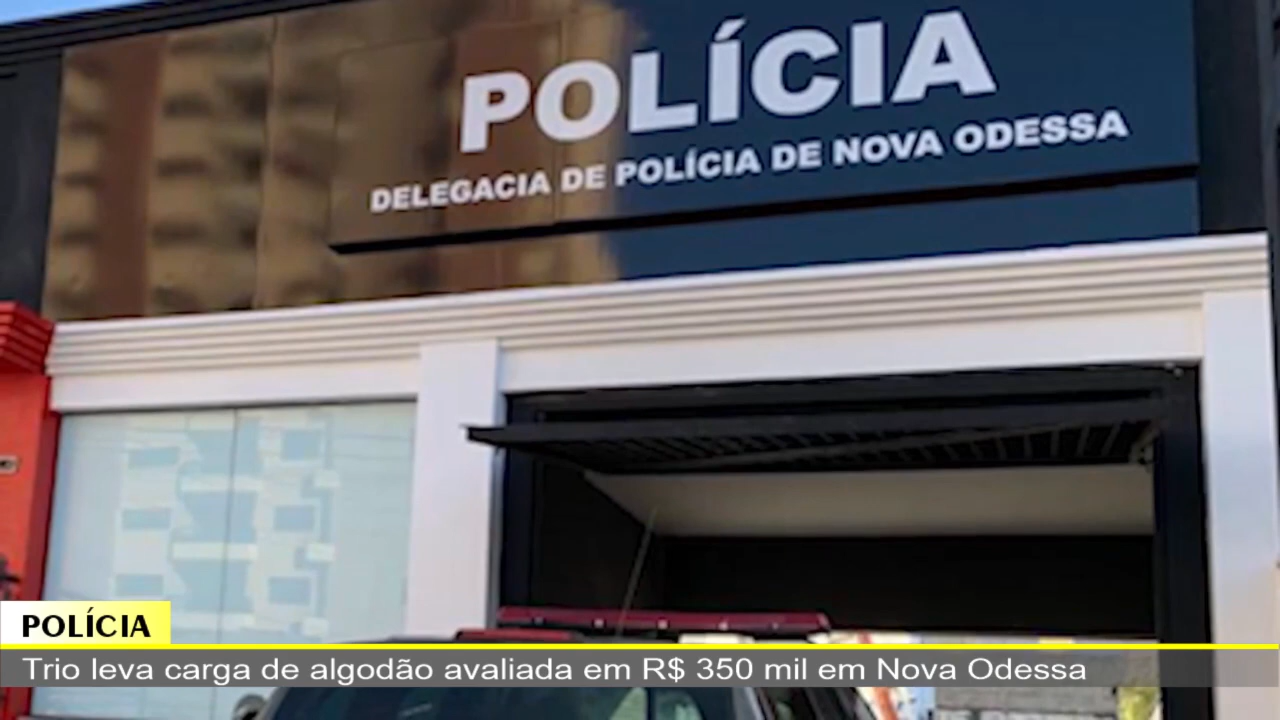 POLÍCIA
DELEGACIA DE POLÍCIA DE NOVA ODESSA
POLÍCIA
Trio leva carga de algodão avaliada em R$ 350 mil em Nova Odessa